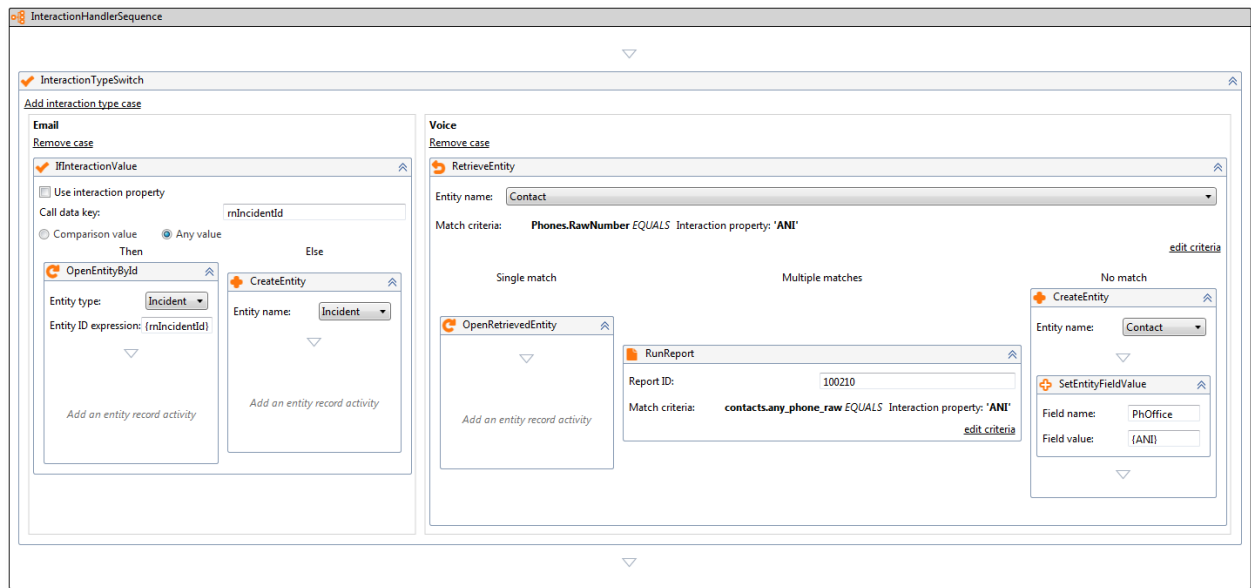 InteractionHandlerSequence
InteractionTypeSwitch
Add interaction type case
Email
Remove case
IfInteractionValue
Use interaction property
Call data key: rnIncidentId
Comparison value Any value
Then Else
OpenEntityById
Entity type: Incident
Entity ID expression: {rnIncidentId}
Add an entity record activity
CreateEntity
Entity name: Incident
Add an entity record activity
Voice
Remove case
RetrieveEntity
Entity name: Contact
Match criteria: Phones.RawNumber EQUALS Interaction property: 'ANI'
edit criteria
Single match Multiple matches No match
OpenRetrievedEntity
Add an entity record activity
RunReport
Report ID: 100210
Match criteria: contacts.any_phone_raw EQUALS Interaction property: 'ANI'
edit criteria
CreateEntity
Entity name: Contact
SetEntityFieldValue
Field name: PhOffice
Field value: {ANI}